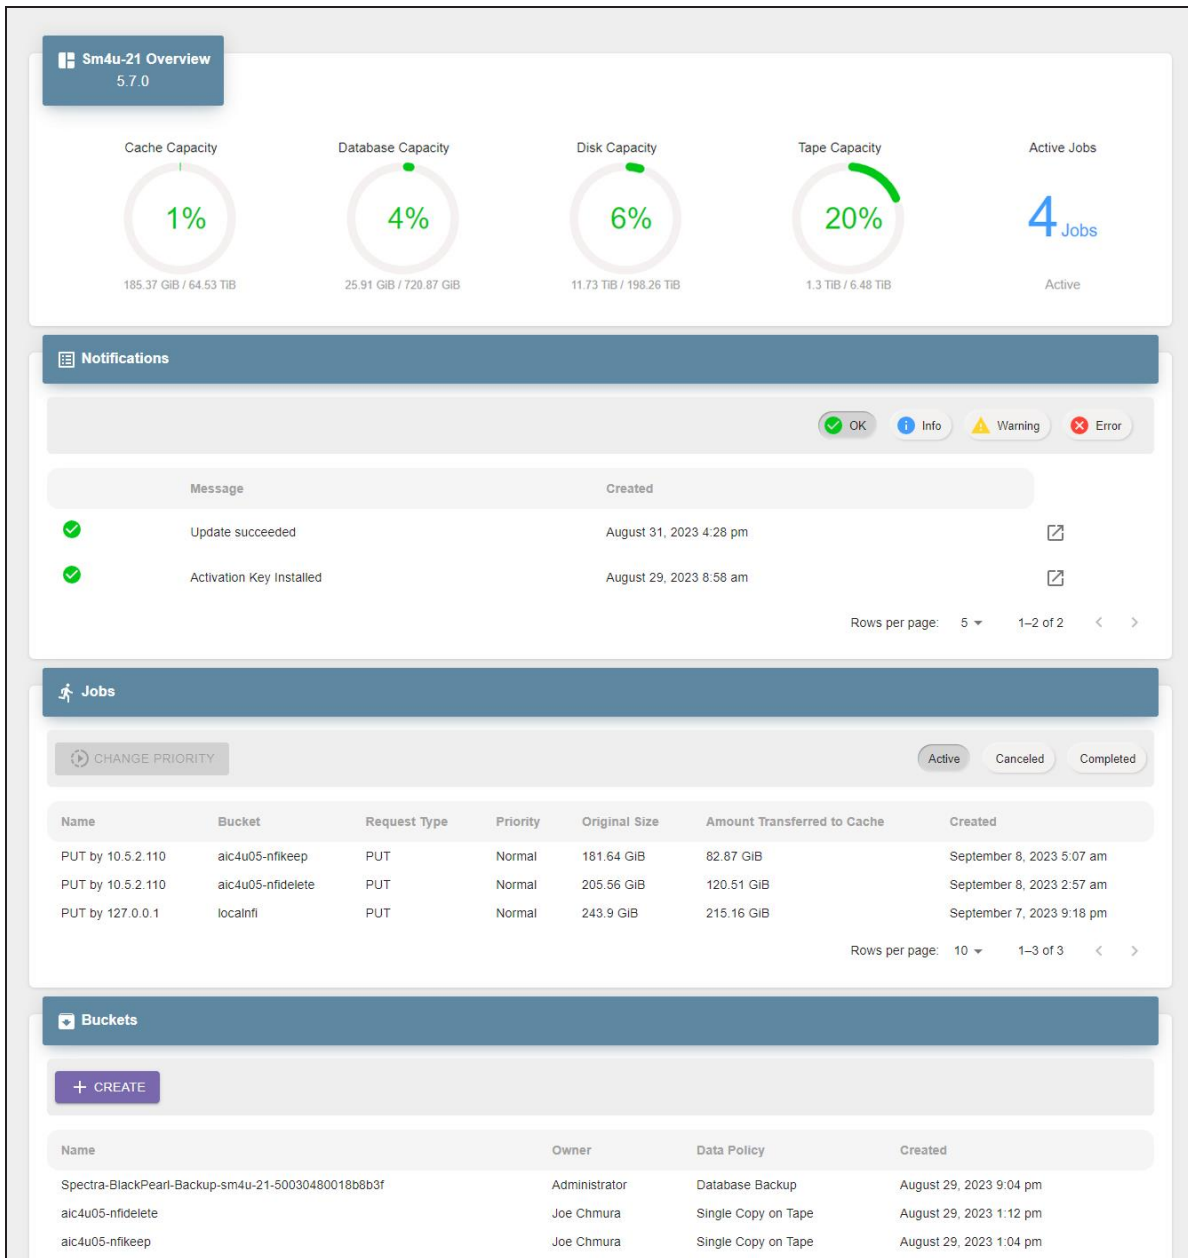 Sm4u-21 Overview
5.7.0
Cache Capacity Database Capacity Disk Capacity Tape Capacity Active Jobs
1% 4% 6% 20% 4 Jobs
185.37 GiB / 64.53 TiB 25.91 GiB / 720.87 GiB 11.73 TiB / 198.26 TiB 1.3 TiB / 6.48 TiB Active
Notifications
OK Info Warning Error
Message Created
Update succeeded August 31, 2023 4:28 pm
Activation Key Installed August 29, 2023 8:58 am
Rows per page: 5 1–2 of 2
Jobs
CHANGE PRIORITY Active Canceled Completed
Name Bucket Request Type Priority Original Size Amount Transferred to Cache Created
PUT by 10.5.2.110 aic4u05-nfikeep PUT Normal 181.64 GiB 82.87 GiB September 8, 2023 5:07 am
PUT by 10.5.2.110 aic4u05-nfidelete PUT Normal 205.56 GiB 120.51 GiB September 8, 2023 2:57 am
PUT by 127.0.0.1 localnfi PUT Normal 243.9 GiB 215.16 GiB September 7, 2023 9:18 pm
Rows per page: 10 1–3 of 3
Buckets
+ CREATE
Name Owner Data Policy Created
Spectra-BlackPearl-Backup-sm4u-21-50030480018b8b3f Administrator Database Backup August 29, 2023 9:04 pm
aic4u05-nfidelete Joe Chmura Single Copy on Tape August 29, 2023 1:12 pm
aic4u05-nfikeep Joe Chmura Single Copy on Tape August 29, 2023 1:04 pm